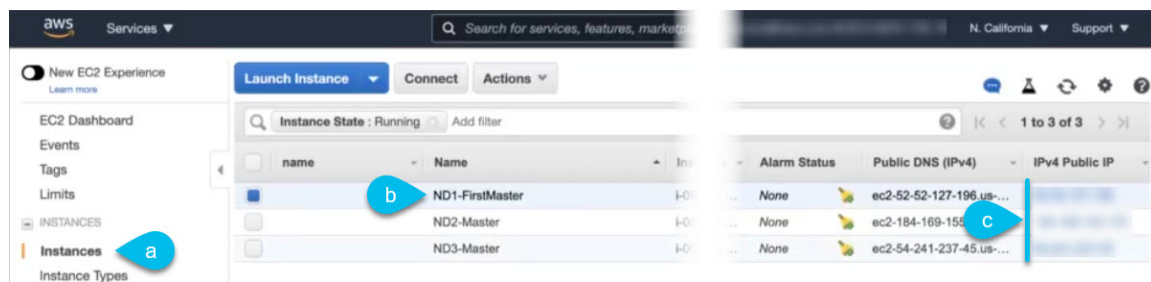 aws Services Search for services, features, marketp N. California Support
New EC2 Experience
Learn more
Launch Instance Connect Actions
EC2 Dashboard
Events
Tags
Limits
INSTANCES
Instances a
Instance Types
Instance State : Running Add filter 1 to 3 of 3
name Name Ins Alarm Status Public DNS (IPv4) IPv4 Public IP
b ND1-FirstMaster None ec2-52-52-127-196.us-...
ND2-Master None ec2-184-169-155 c
ND3-Master None ec2-54-241-237-45.us-...